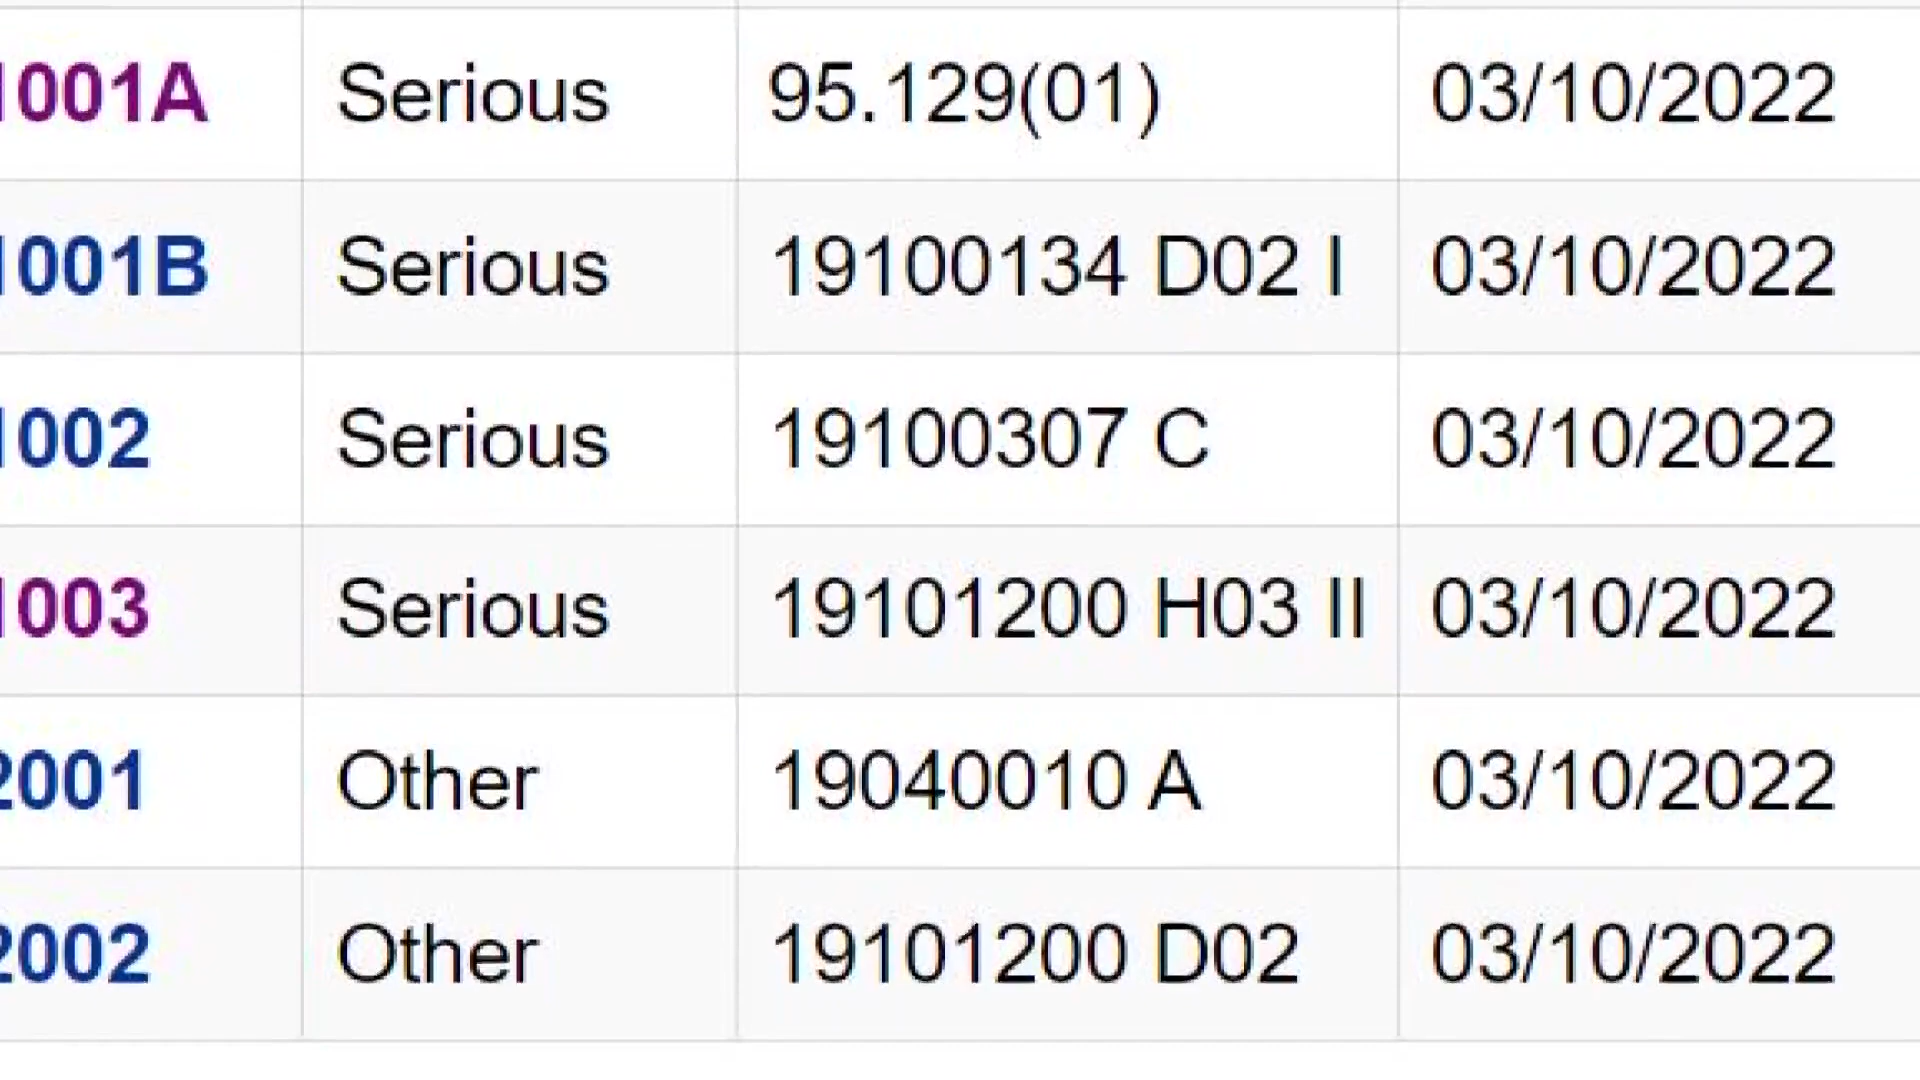 1001A Serious 95.129(01) 03/10/2022
1001B Serious 19100134 D02 I 03/10/2022
1002 Serious 19100307 C 03/10/2022
1003 Serious 19101200 H03 II 03/10/2022
2001 Other 19040010 A 03/10/2022
2002 Other 19101200 D02 03/10/2022